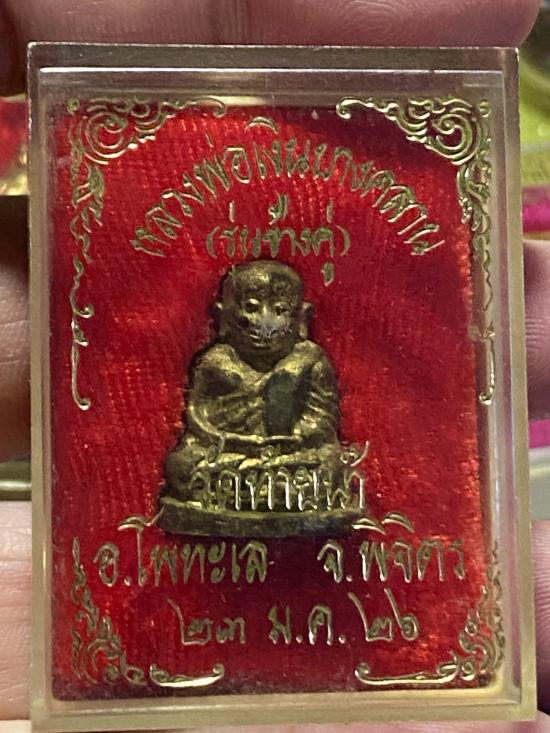 หลวงพ่อเงินบางคลาน
(รุ่นช้างคู่)
วัดท้ายน้ำ
อ.โพทะเล จ.พิจิตร
๒๓ ม.ค. ๒๖